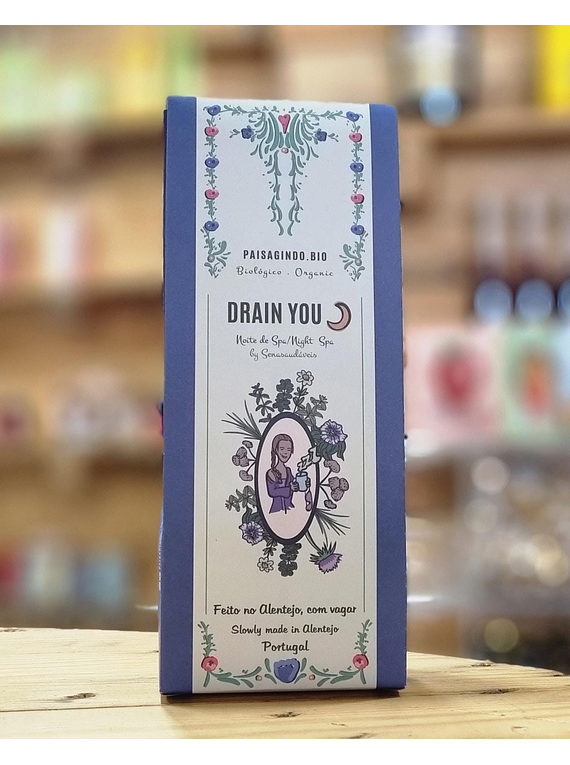 PAISAGINDO.BIO
Biológico . Organic
DRAIN YOU
Noite de Spa/Night Spa
by Senasaudáveis
Feito no Alentejo, com vagar
Slowly made in Alentejo
Portugal